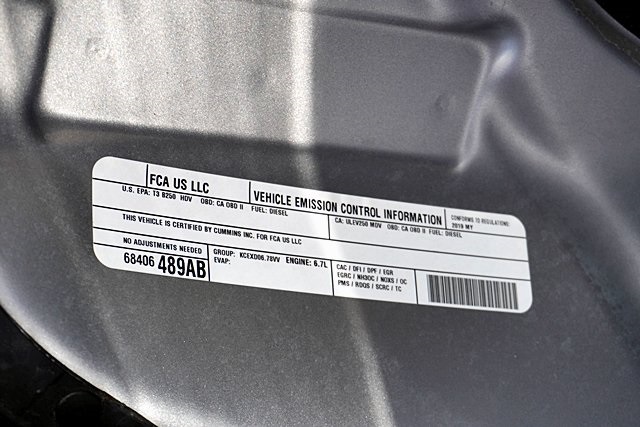 FCA US LLC
VEHICLE EMISSION CONTROL INFORMATION
CONFORMS TO REGULATIONS:
2019 MY
U.S. EPA: T3 B250 HDV OBD: CA OBD II FUEL: DIESEL
CA: ULEV250 MDV OBD: CA OBD II FUEL: DIESEL
THIS VEHICLE IS CERTIFIED BY CUMMINS INC. FOR FCA US LLC
NO ADJUSTMENTS NEEDED
68406 489AB
GROUP: KCEXD06.78VV ENGINE: 6.7L
EVAP:
CAC / DFI / DPF / EGR
EGRC / NH3OC / NOXS / OC
PMS / RDQS / SCRC / TC